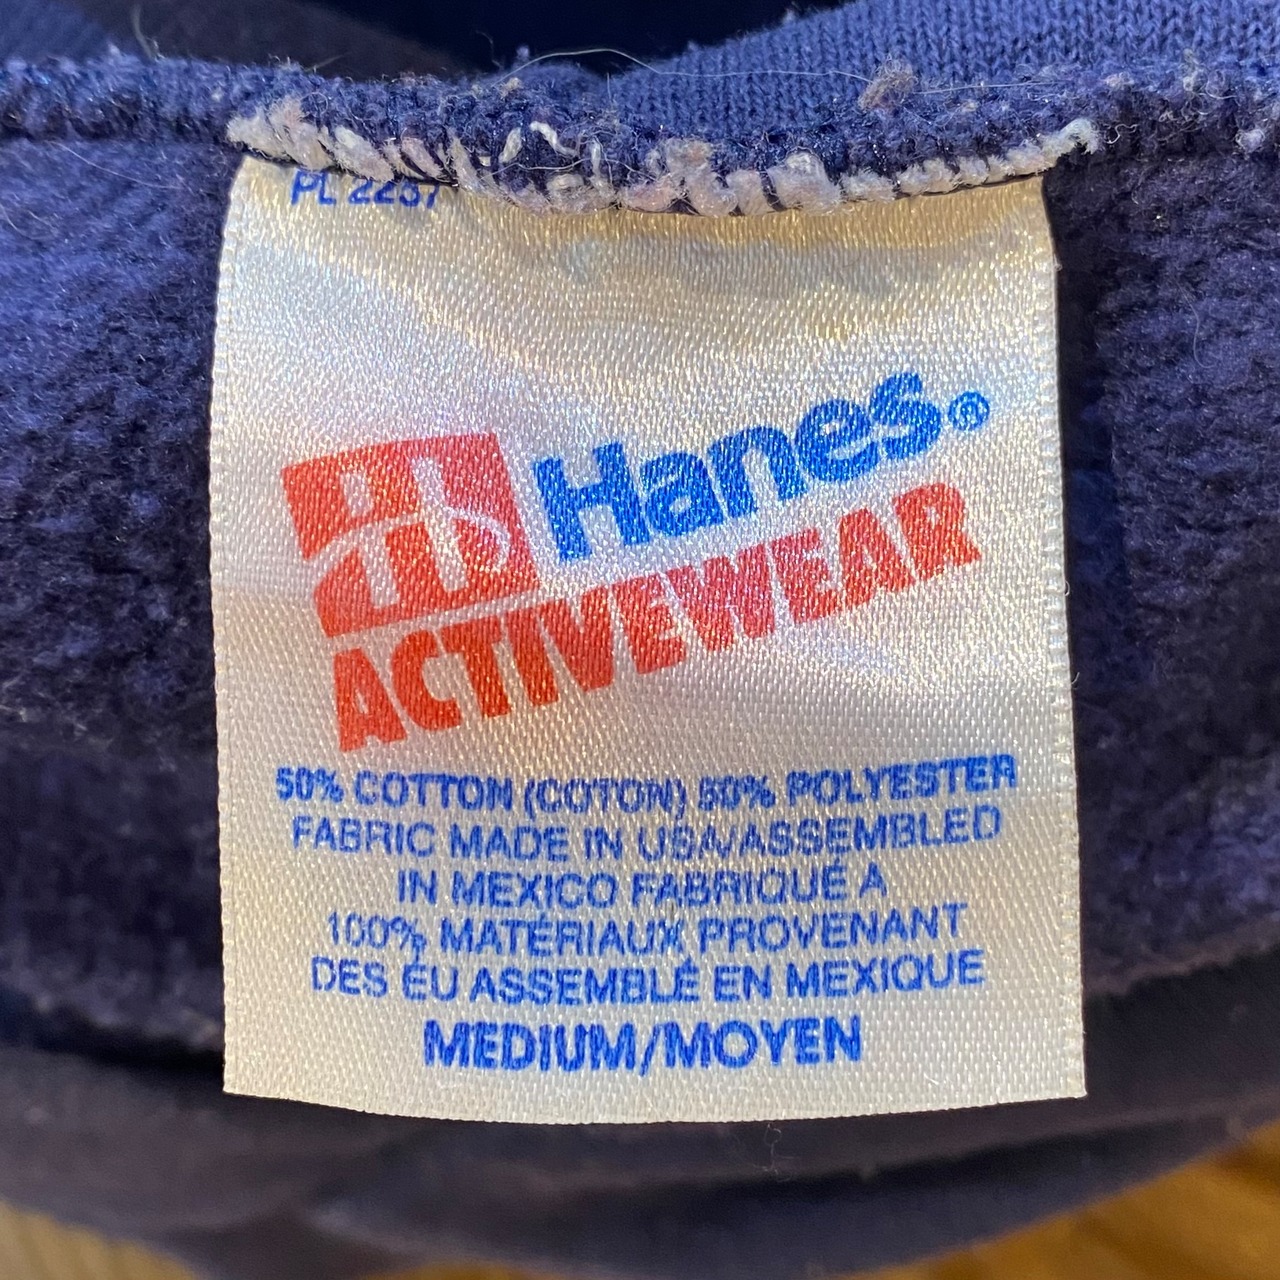 PL 2237
Hanes®
ACTIVEWEAR
50% COTTON (COTON) 50% POLYESTER
FABRIC MADE IN USA/ASSEMBLED
IN MEXICO FABRIQUÉ À
100% MATÉRIAUX PROVENANT
DES ÉU ASSEMBLÉ EN MEXIQUE
MEDIUM/MOYEN